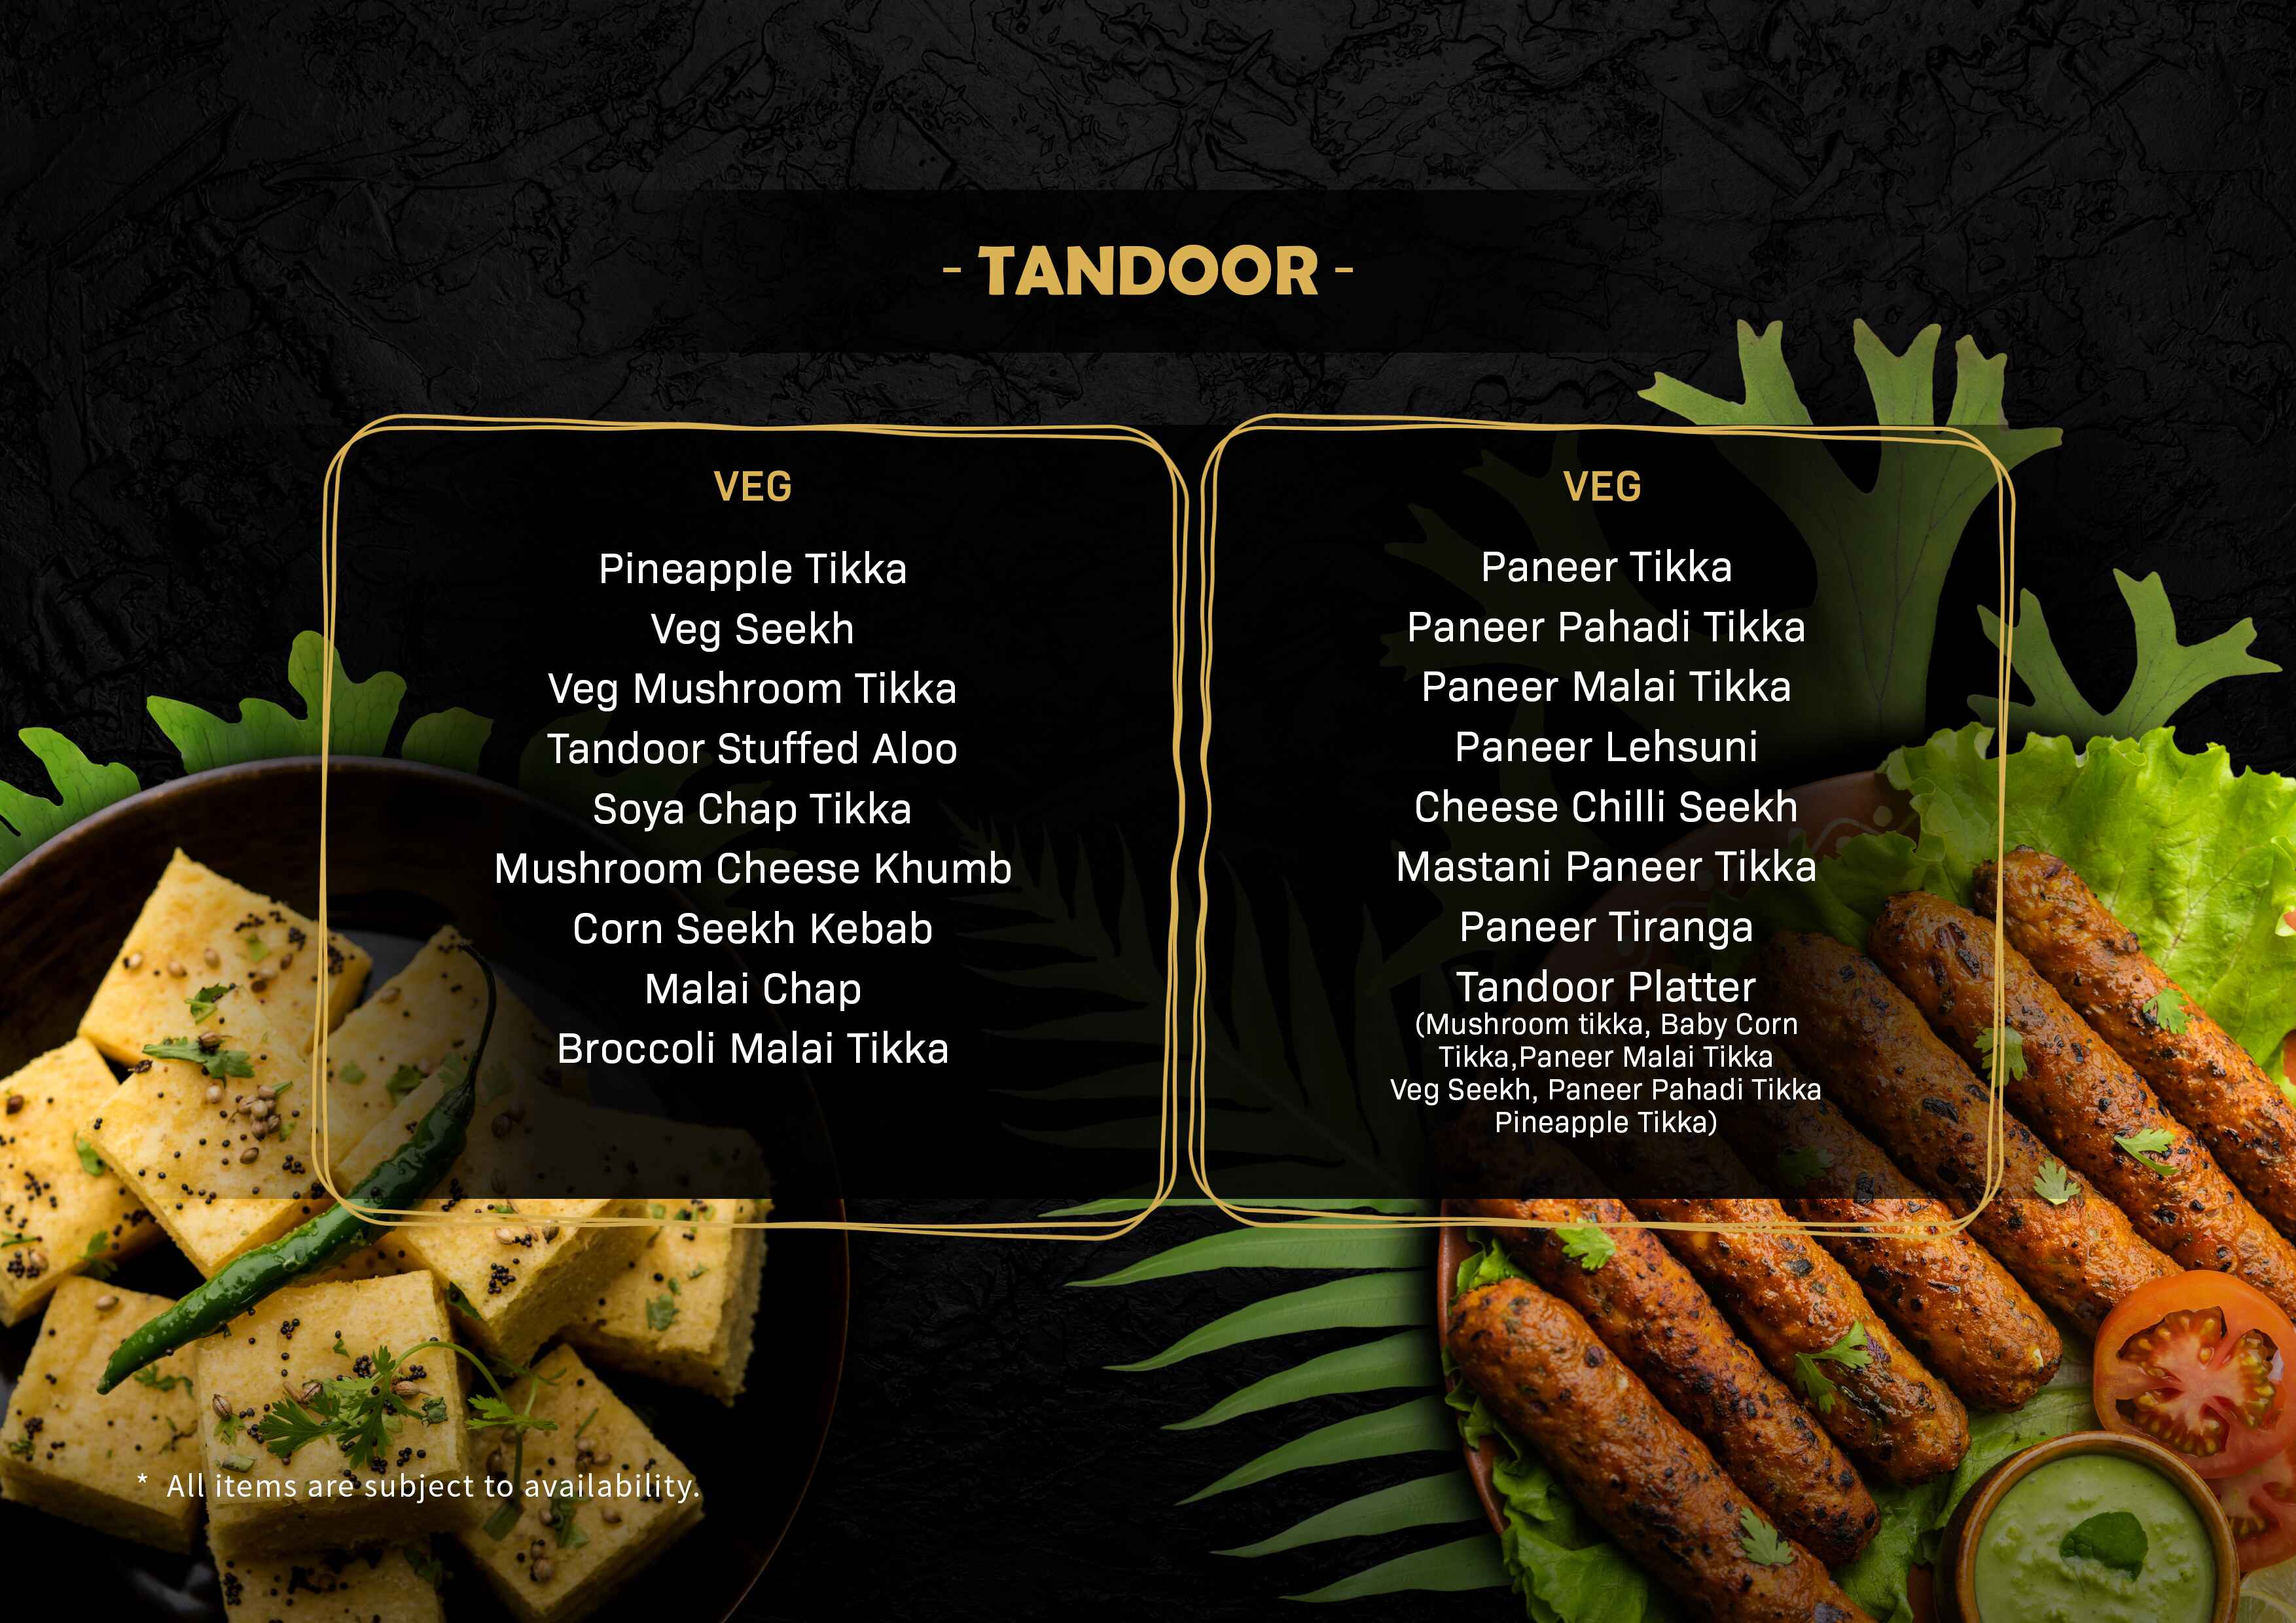 - TANDOOR -
VEG
Pineapple Tikka
Veg Seekh
Veg Mushroom Tikka
Tandoor Stuffed Aloo
Soya Chap Tikka
Mushroom Cheese Khumb
Corn Seekh Kebab
Malai Chap
Broccoli Malai Tikka
VEG
Paneer Tikka
Paneer Pahadi Tikka
Paneer Malai Tikka
Paneer Lehsuni
Cheese Chilli Seekh
Mastani Paneer Tikka
Paneer Tiranga
Tandoor Platter
(Mushroom tikka, Baby Corn
Tikka,Paneer Malai Tikka
Veg Seekh, Paneer Pahadi Tikka
Pineapple Tikka)
* All items are subject to availability.